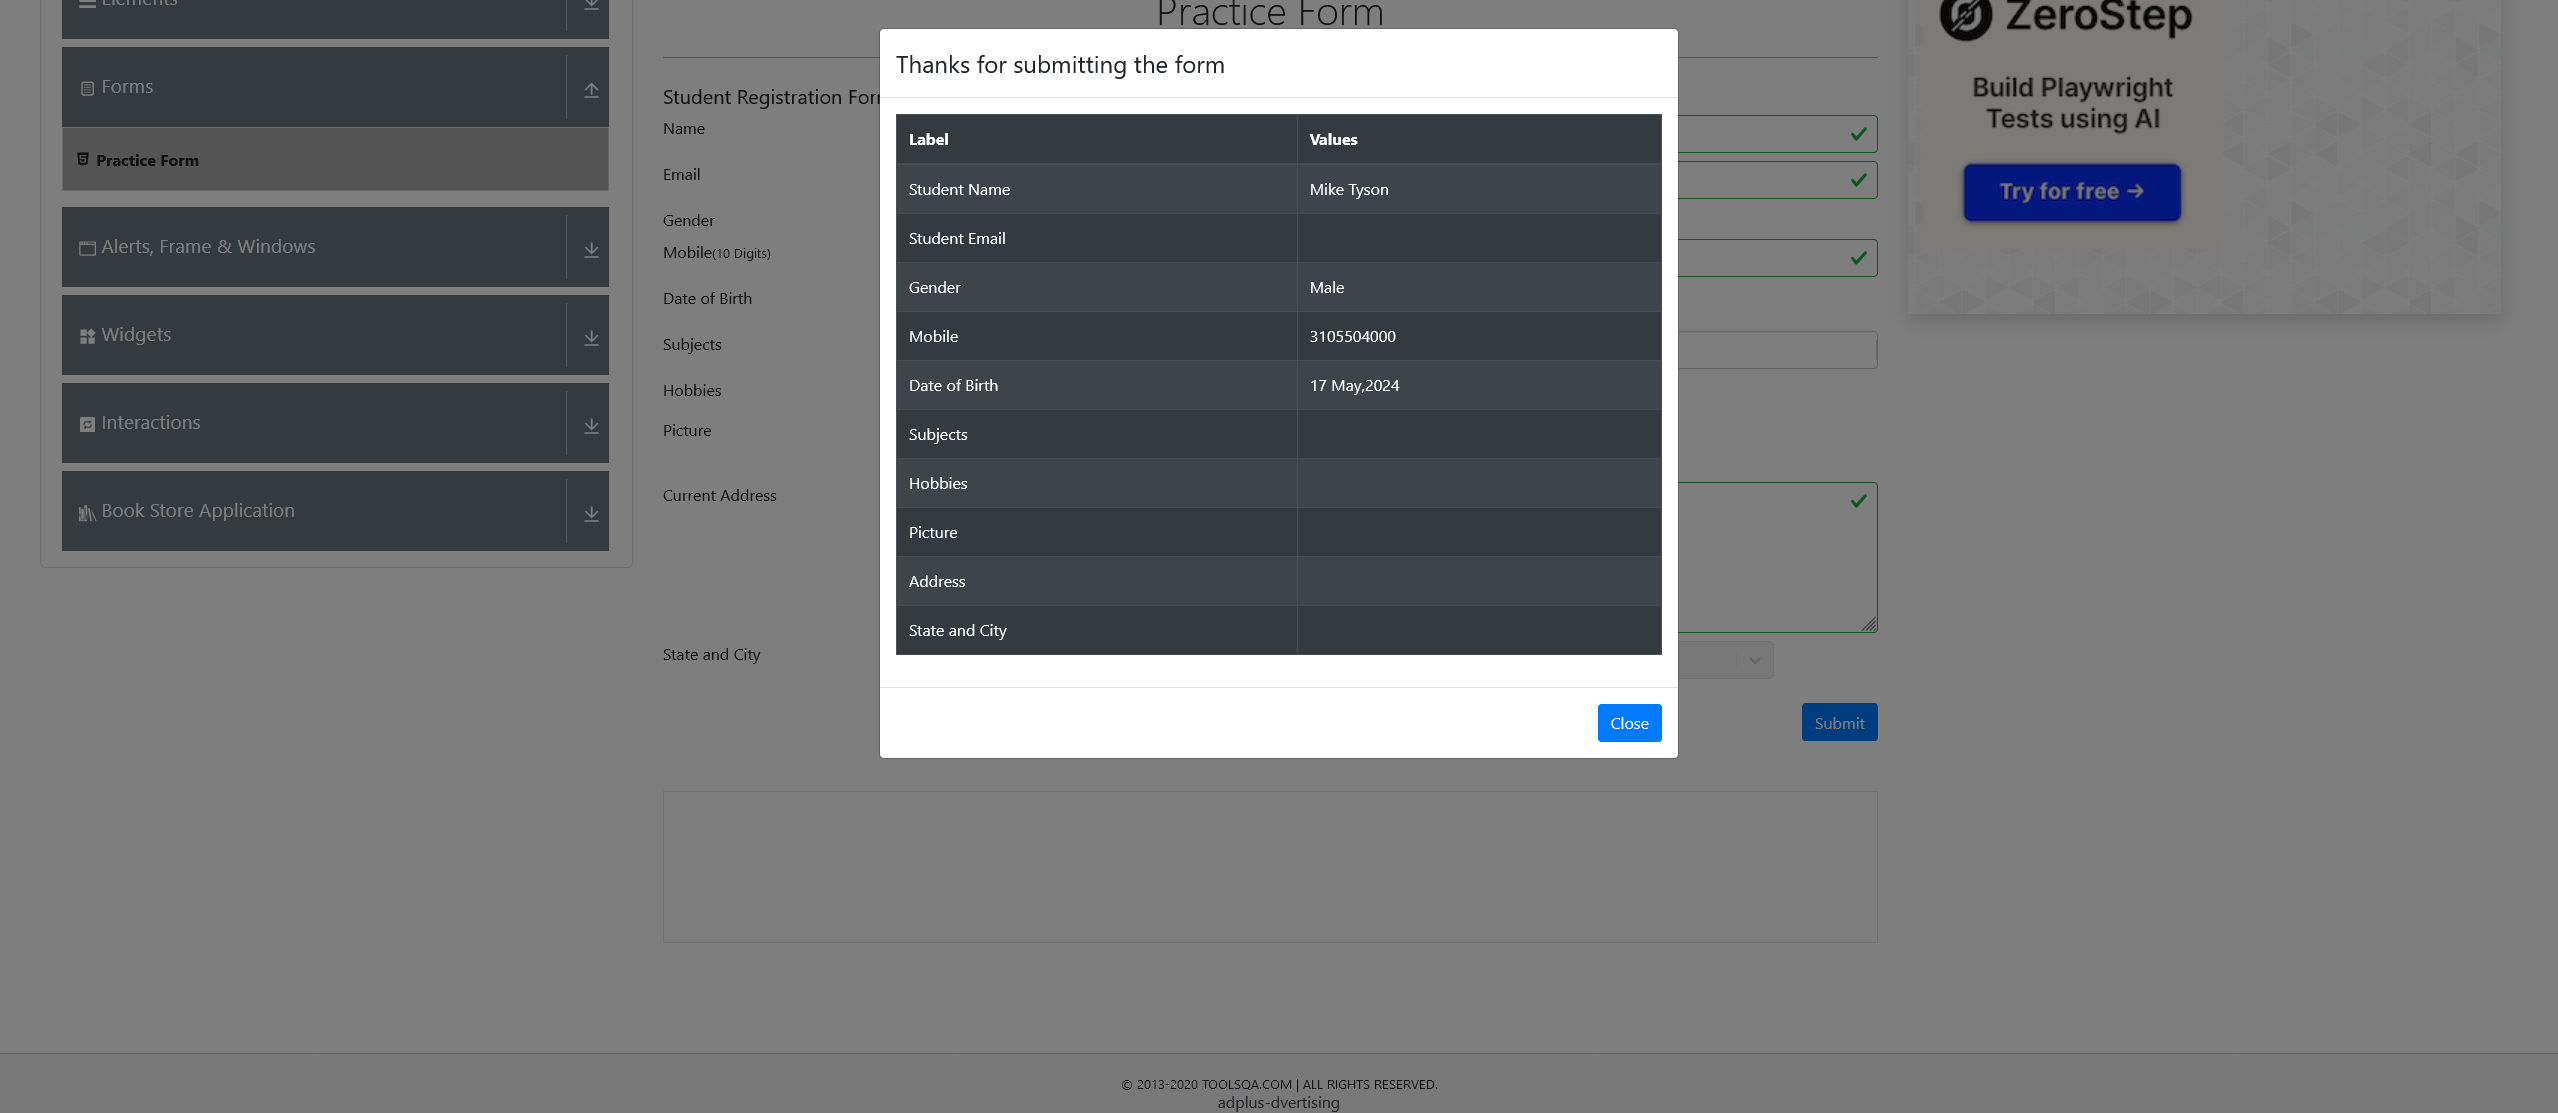 Elements
Forms
Practice Form
Alerts, Frame & Windows
Widgets
Interactions
Book Store Application
Practice Form
Student Registration For
Name
Email
Gender
Mobile(10 Digits)
Date of Birth
Subjects
Hobbies
Picture
Current Address
State and City
Submit
Thanks for submitting the form
Label Values
Student Name Mike Tyson
Student Email
Gender Male
Mobile 3105504000
Date of Birth 17 May,2024
Subjects
Hobbies
Picture
Address
State and City
Close
ZeroStep
Build Playwright
Tests using AI
Try for free →
© 2013-2020 TOOLSQA.COM | ALL RIGHTS RESERVED.
adplus-dvertising